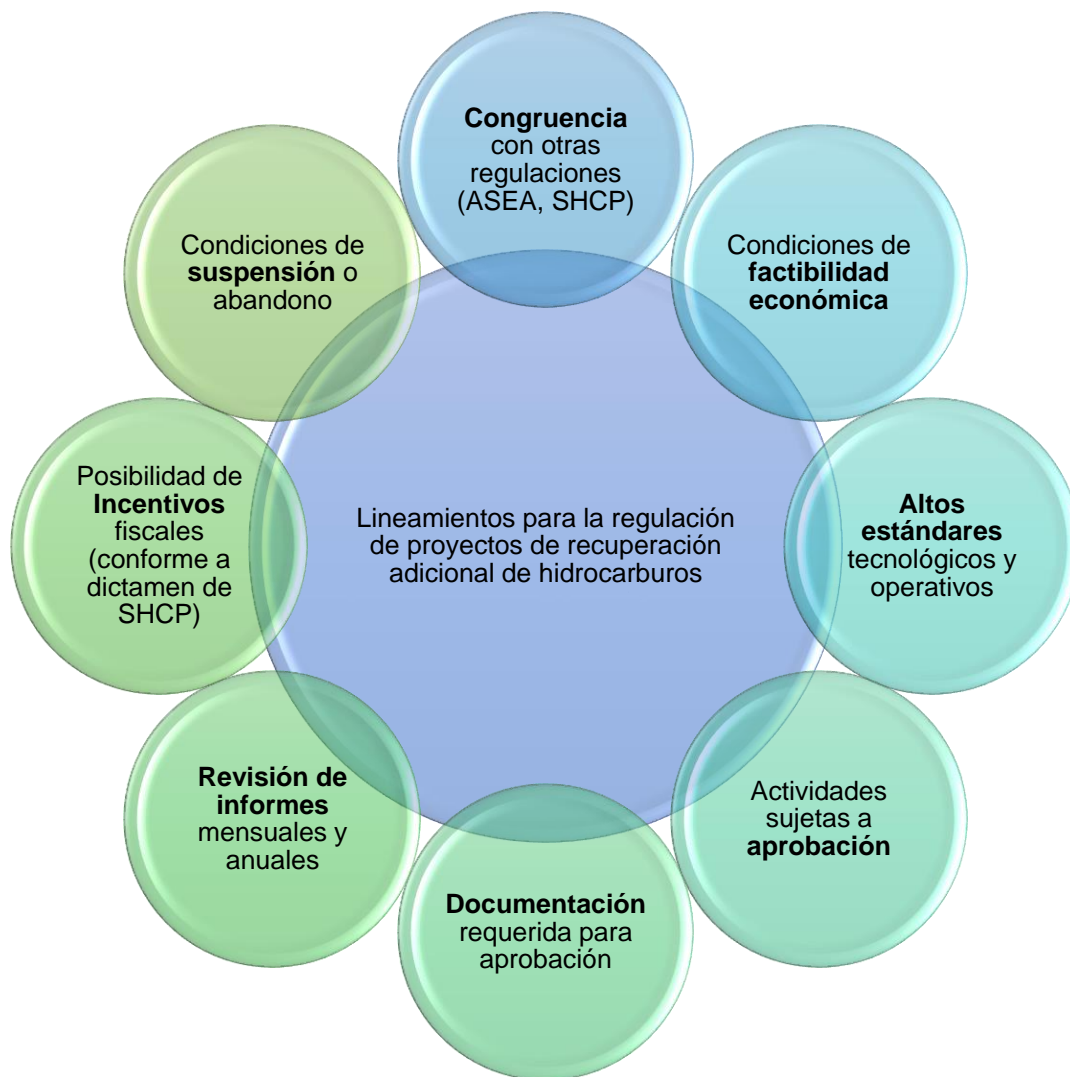 Congruencia
con otras
regulaciones
(ASEA, SHCP)
Condiciones de
factibilidad
económica
Altos
estándares
tecnológicos y
operativos
Actividades
sujetas a
aprobación
Documentación
requerida para
aprobación
Revisión de
informes
mensuales y
anuales
Posibilidad de
Incentivos
fiscales
(conforme a
dictamen de
SHCP)
Condiciones de
suspensión o
abandono
Lineamientos para la regulación
de proyectos de recuperación
adicional de hidrocarburos